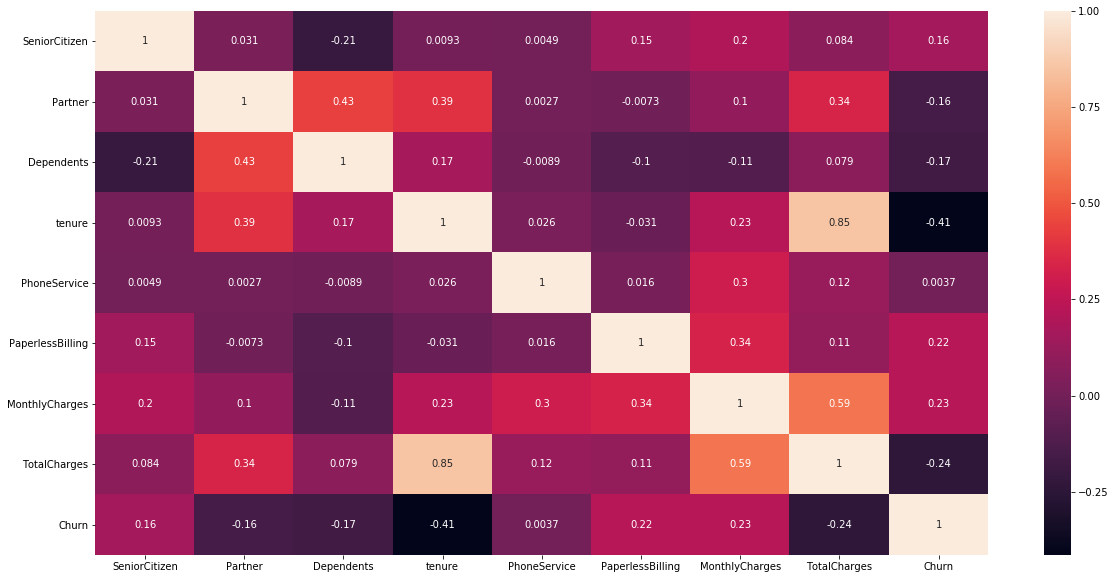 SeniorCitizen 1 0.031 -0.21 0.0093 0.0049 0.15 0.2 0.084 0.16
Partner 0.031 1 0.43 0.39 0.0027 -0.0073 0.1 0.34 -0.16
Dependents -0.21 0.43 1 0.17 -0.0089 -0.1 -0.11 0.079 -0.17
tenure 0.0093 0.39 0.17 1 0.026 -0.031 0.23 0.85 -0.41
PhoneService 0.0049 0.0027 -0.0089 0.026 1 0.016 0.3 0.12 0.0037
PaperlessBilling 0.15 -0.0073 -0.1 -0.031 0.016 1 0.34 0.11 0.22
MonthlyCharges 0.2 0.1 -0.11 0.23 0.3 0.34 1 0.59 0.23
TotalCharges 0.084 0.34 0.079 0.85 0.12 0.11 0.59 1 -0.24
Churn 0.16 -0.16 -0.17 -0.41 0.0037 0.22 0.23 -0.24 1
SeniorCitizen Partner Dependents tenure PhoneService PaperlessBilling MonthlyCharges TotalCharges Churn
1.00
0.75
0.50
0.25
0.00
−0.25